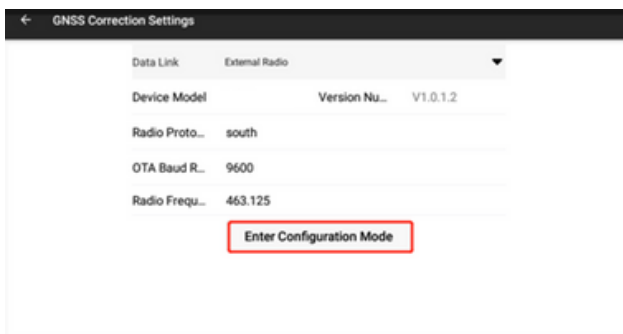 GNSS Correction Settings
Data Link External Radio
Device Model Version Nu... V1.0.1.2
Radio Proto... south
OTA Baud R... 9600
Radio Frequ... 463.125
Enter Configuration Mode